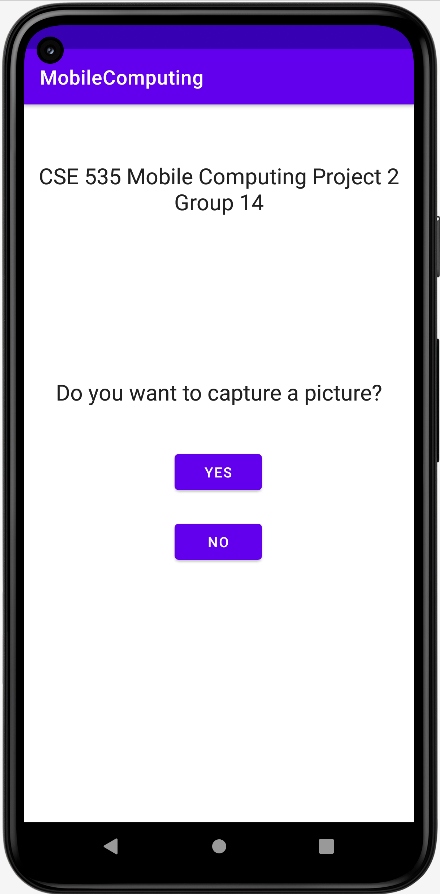 MobileComputing
CSE 535 Mobile Computing Project 2
Group 14
Do you want to capture a picture?
YES
NO